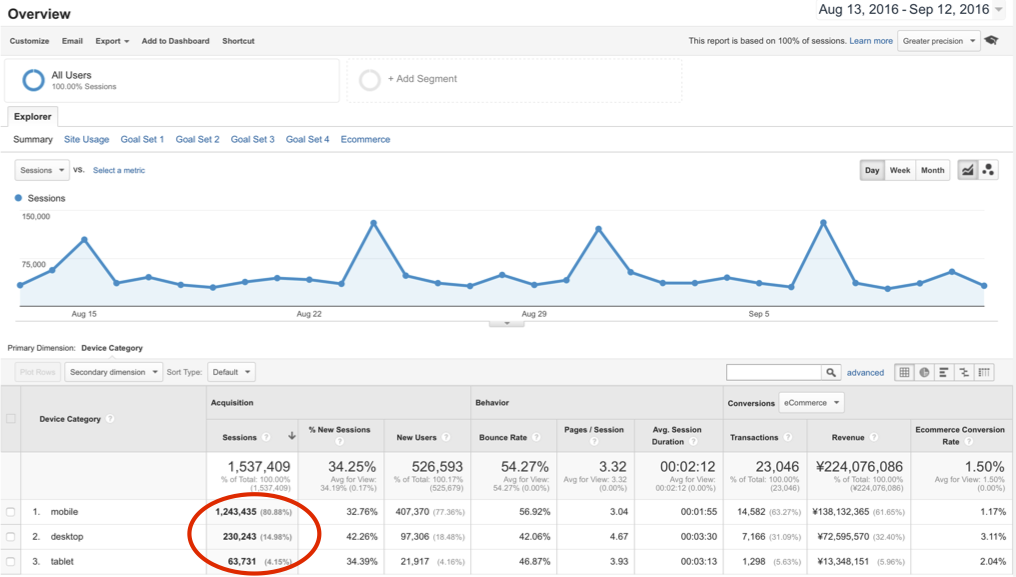 Overview
Aug 13, 2016 - Sep 12, 2016
Customize Email Export Add to Dashboard Shortcut
This report is based on 100% of sessions. Learn more Greater precision
All Users
100.00% Sessions
+ Add Segment
Explorer
Summary Site Usage Goal Set 1 Goal Set 2 Goal Set 3 Goal Set 4 Ecommerce
Sessions VS. Select a metric
Day Week Month
Sessions
150,000
75,000
Aug 15 Aug 22 Aug 29 Sep 5
Primary Dimension: Device Category
Plot Rows Secondary dimension Sort Type: Default
advanced
Device Category ?
Acquisition
Behavior
Conversions eCommerce
Sessions ? % New Sessions ? New Users ? Bounce Rate ? Pages / Session ? Avg. Session Duration ? Transactions ? Revenue ? Ecommerce Conversion Rate ?
1,537,409 34.25% 526,593 54.27% 3.32 00:02:12 23,046 ¥224,076,086 1.50%
% of Total: 100.00% Avg for View: % of Total: 100.17% Avg for View: Avg for View: 3.32 Avg for View: % of Total: 100.00% % of Total: 100.00% Avg for View: 1.50%
(1,537,409) 34.19% (0.17%) (525,679) 54.27% (0.00%) (0.00%) 00:02:12 (0.00%) (23,046) (¥224,076,086) (0.00%)
1. mobile 1,243,435 (80.88%) 32.76% 407,370 (77.36%) 56.92% 3.04 00:01:55 14,582 (63.27%) ¥138,132,365 (61.65%) 1.17%
2. desktop 230,243 (14.98%) 42.26% 97,306 (18.48%) 42.06% 4.67 00:03:30 7,166 (31.09%) ¥72,595,570 (32.40%) 3.11%
3. tablet 63,731 (4.15%) 34.39% 21,917 (4.16%) 46.87% 3.93 00:03:13 1,298 (5.63%) ¥13,348,151 (5.96%) 2.04%